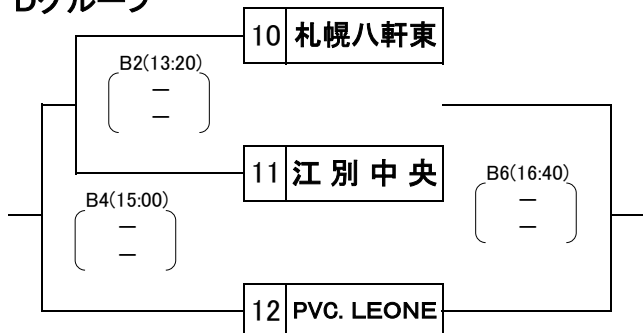 Dグループ
10 札幌八軒東
B2(13:20)
ー
ー
11 江別中央
B6(16:40)
ー
ー
B4(15:00)
ー
ー
12 PVC. LEONE